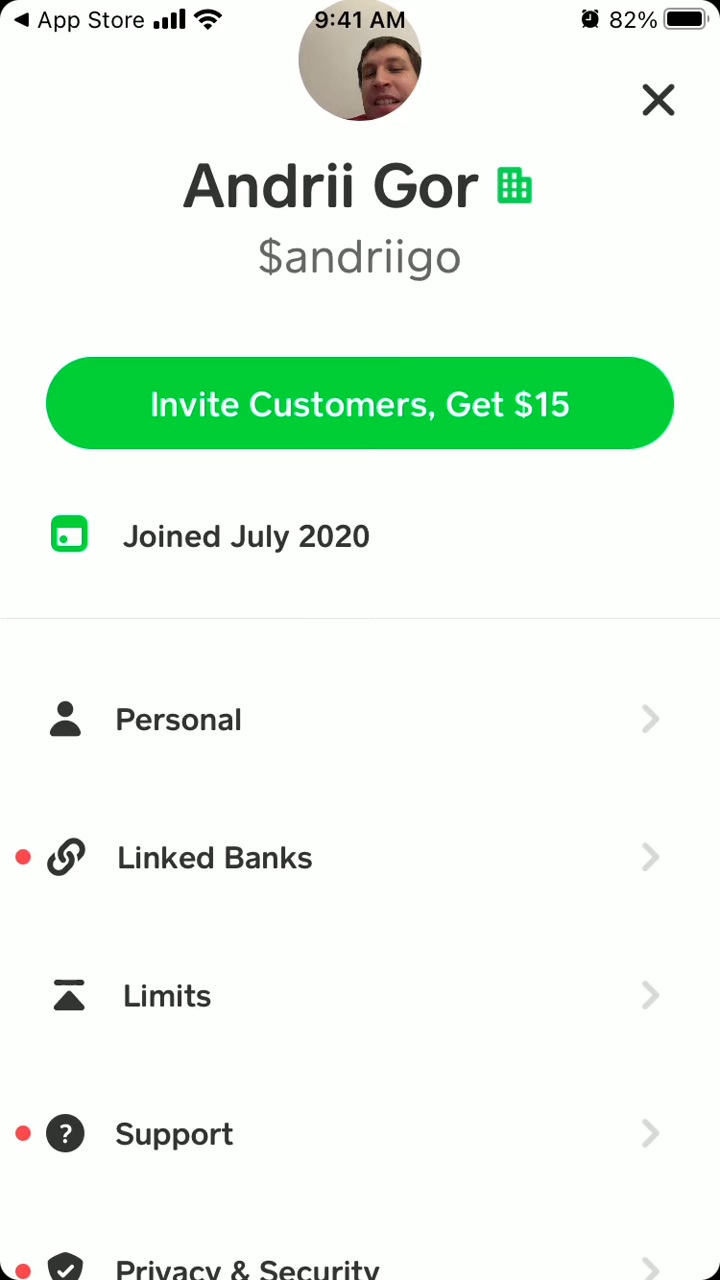 App Store
9:41 AM
82%
Andrii Gor
$andriigo
Invite Customers, Get $15
Joined July 2020
Personal
Linked Banks
Limits
?
Support
Privacy & Security